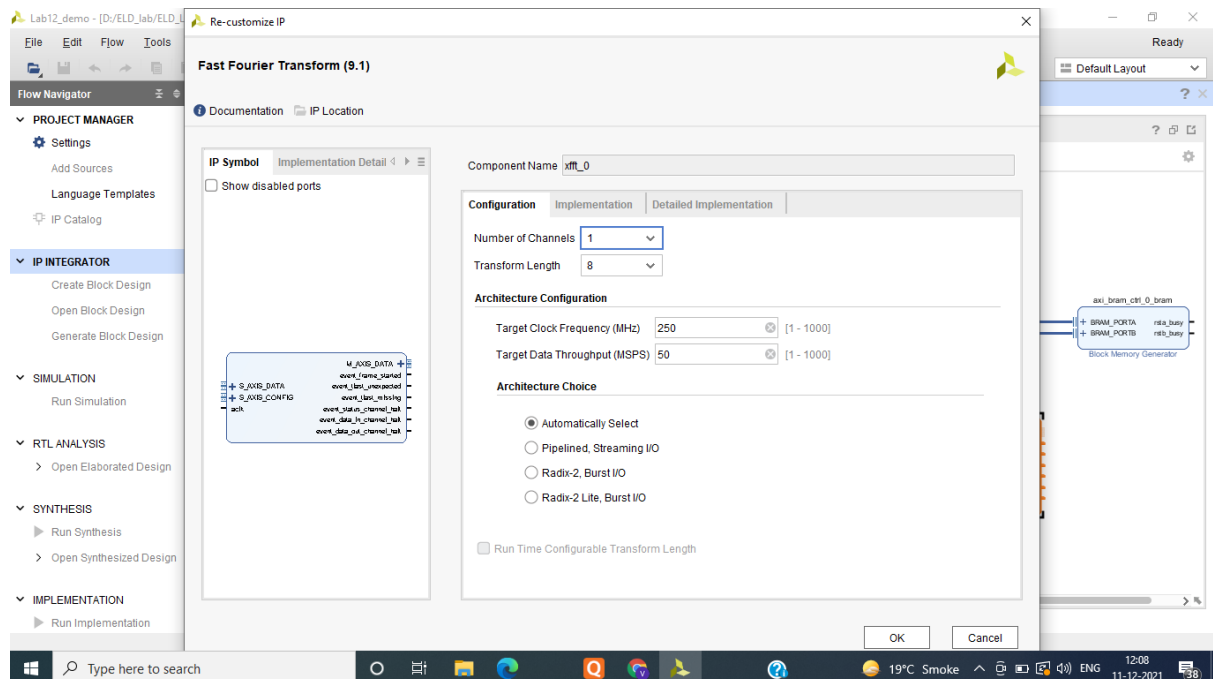 Lab12_demo - [D:/ELD_lab/ELD_L
Re-customize IP
File Edit Flow Tools
Ready
Fast Fourier Transform (9.1)
Default Layout
Flow Navigator
Documentation IP Location
PROJECT MANAGER
Settings
Add Sources
Language Templates
IP Catalog
IP INTEGRATOR
Create Block Design
Open Block Design
Generate Block Design
SIMULATION
Run Simulation
RTL ANALYSIS
Open Elaborated Design
SYNTHESIS
Run Synthesis
Open Synthesized Design
IMPLEMENTATION
Run Implementation
IP Symbol Implementation Detail
Show disabled ports
M_AXIS_DATA
event_frame_started
event_tlast_unexpected
event_tlast_missing
event_status_channel_halt
event_data_in_channel_halt
event_data_out_channel_halt
S_AXIS_DATA
S_AXIS_CONFIG
aclk
Component Name xfft_0
Configuration Implementation Detailed Implementation
Number of Channels 1
Transform Length 8
Architecture Configuration
Target Clock Frequency (MHz) 250 [1 - 1000]
Target Data Throughput (MSPS) 50 [1 - 1000]
Architecture Choice
Automatically Select
Pipelined, Streaming I/O
Radix-2, Burst I/O
Radix-2 Lite, Burst I/O
Run Time Configurable Transform Length
OK Cancel
axi_bram_ctrl_0_bram
BRAM_PORTA rsta_busy
BRAM_PORTB rstb_busy
Block Memory Generator
Type here to search
19°C Smoke
ENG
12:08
11-12-2021
38